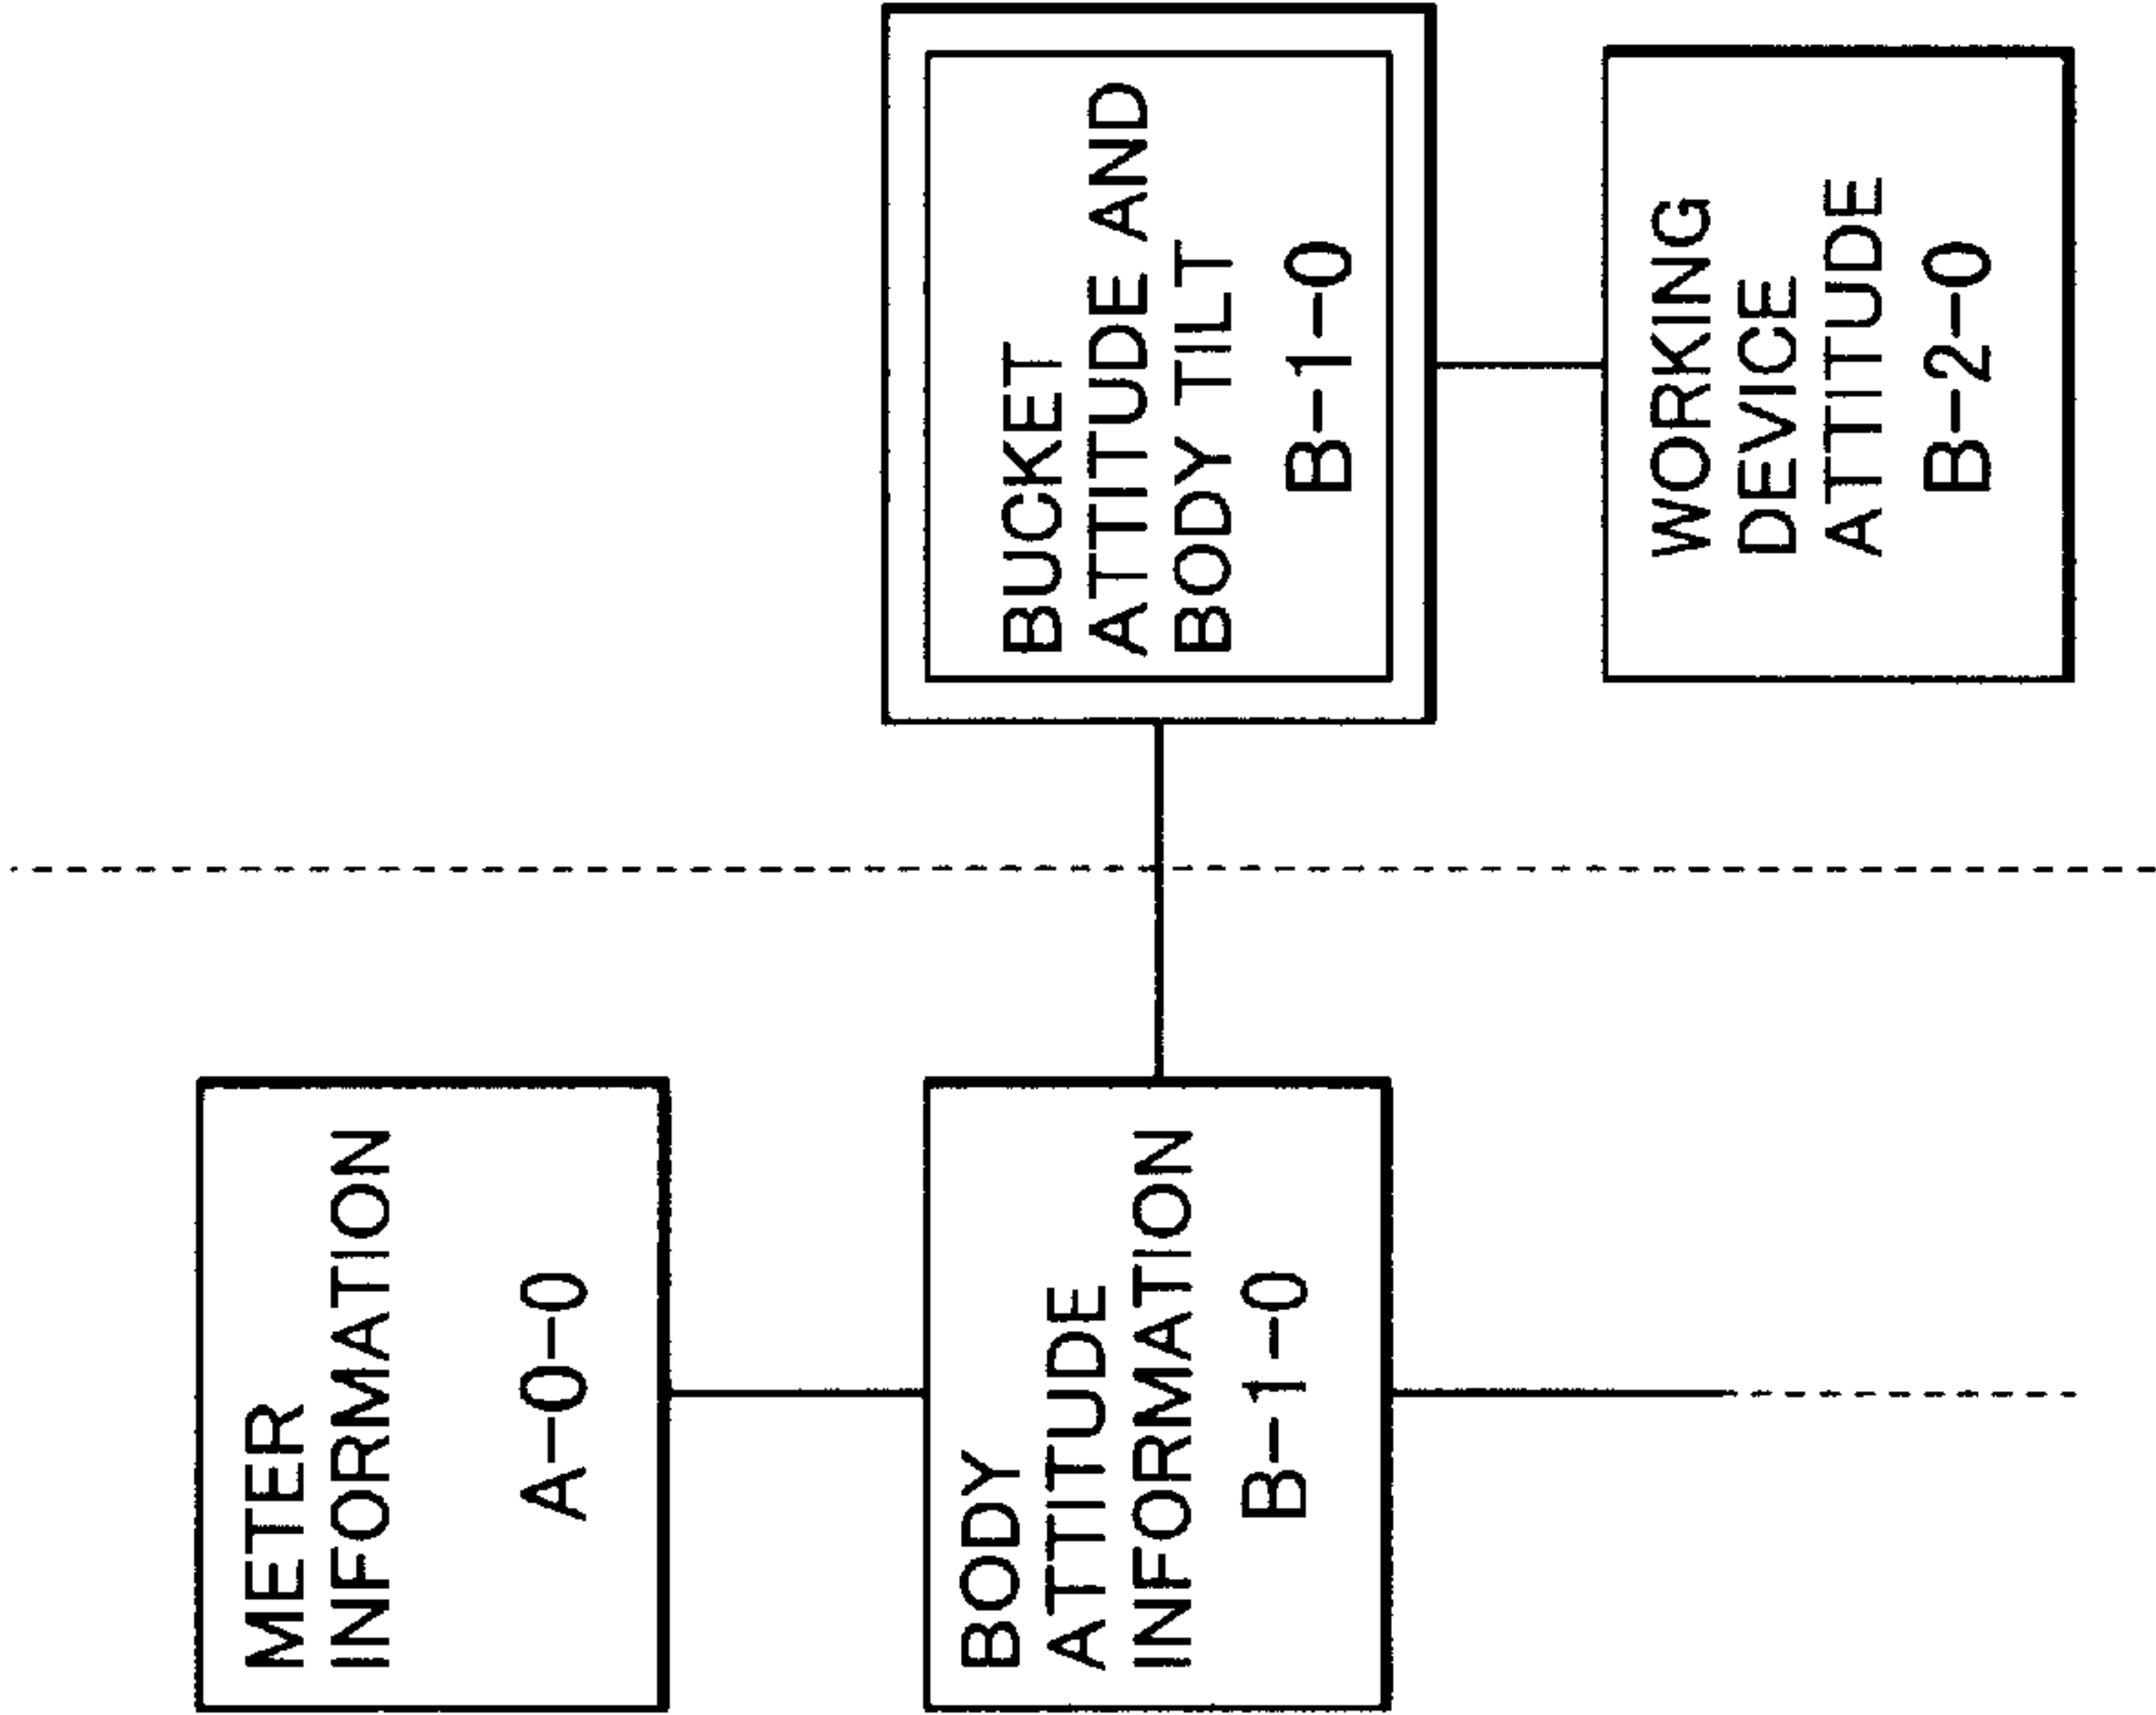 METER
INFORMATION
A-0-0
BODY
ATTITUDE
INFORMATION
B-1-0
BUCKET
ATTITUDE AND
BODY TILT
B-1-0
WORKING
DEVICE
ATTITUDE
B-2-0